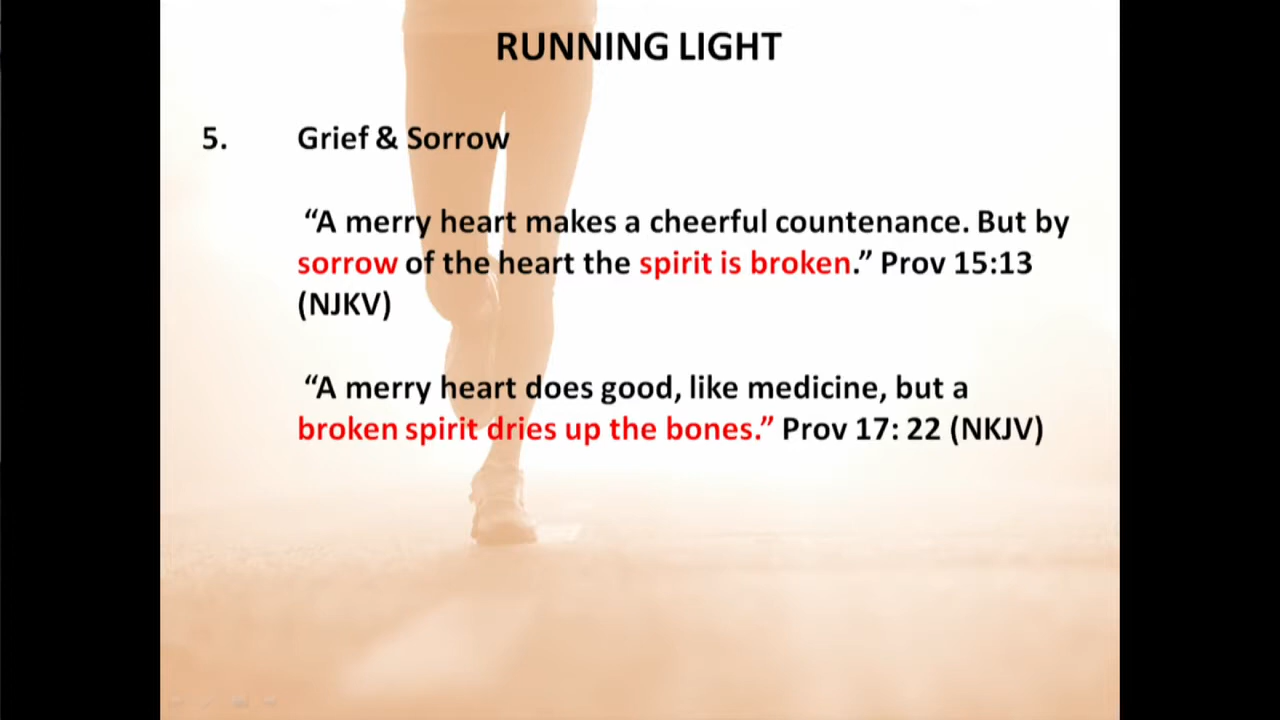 RUNNING LIGHT
5. Grief & Sorrow
“A merry heart makes a cheerful countenance. But by
sorrow of the heart the spirit is broken.” Prov 15:13
(NJKV)
“A merry heart does good, like medicine, but a
broken spirit dries up the bones.” Prov 17: 22 (NKJV)